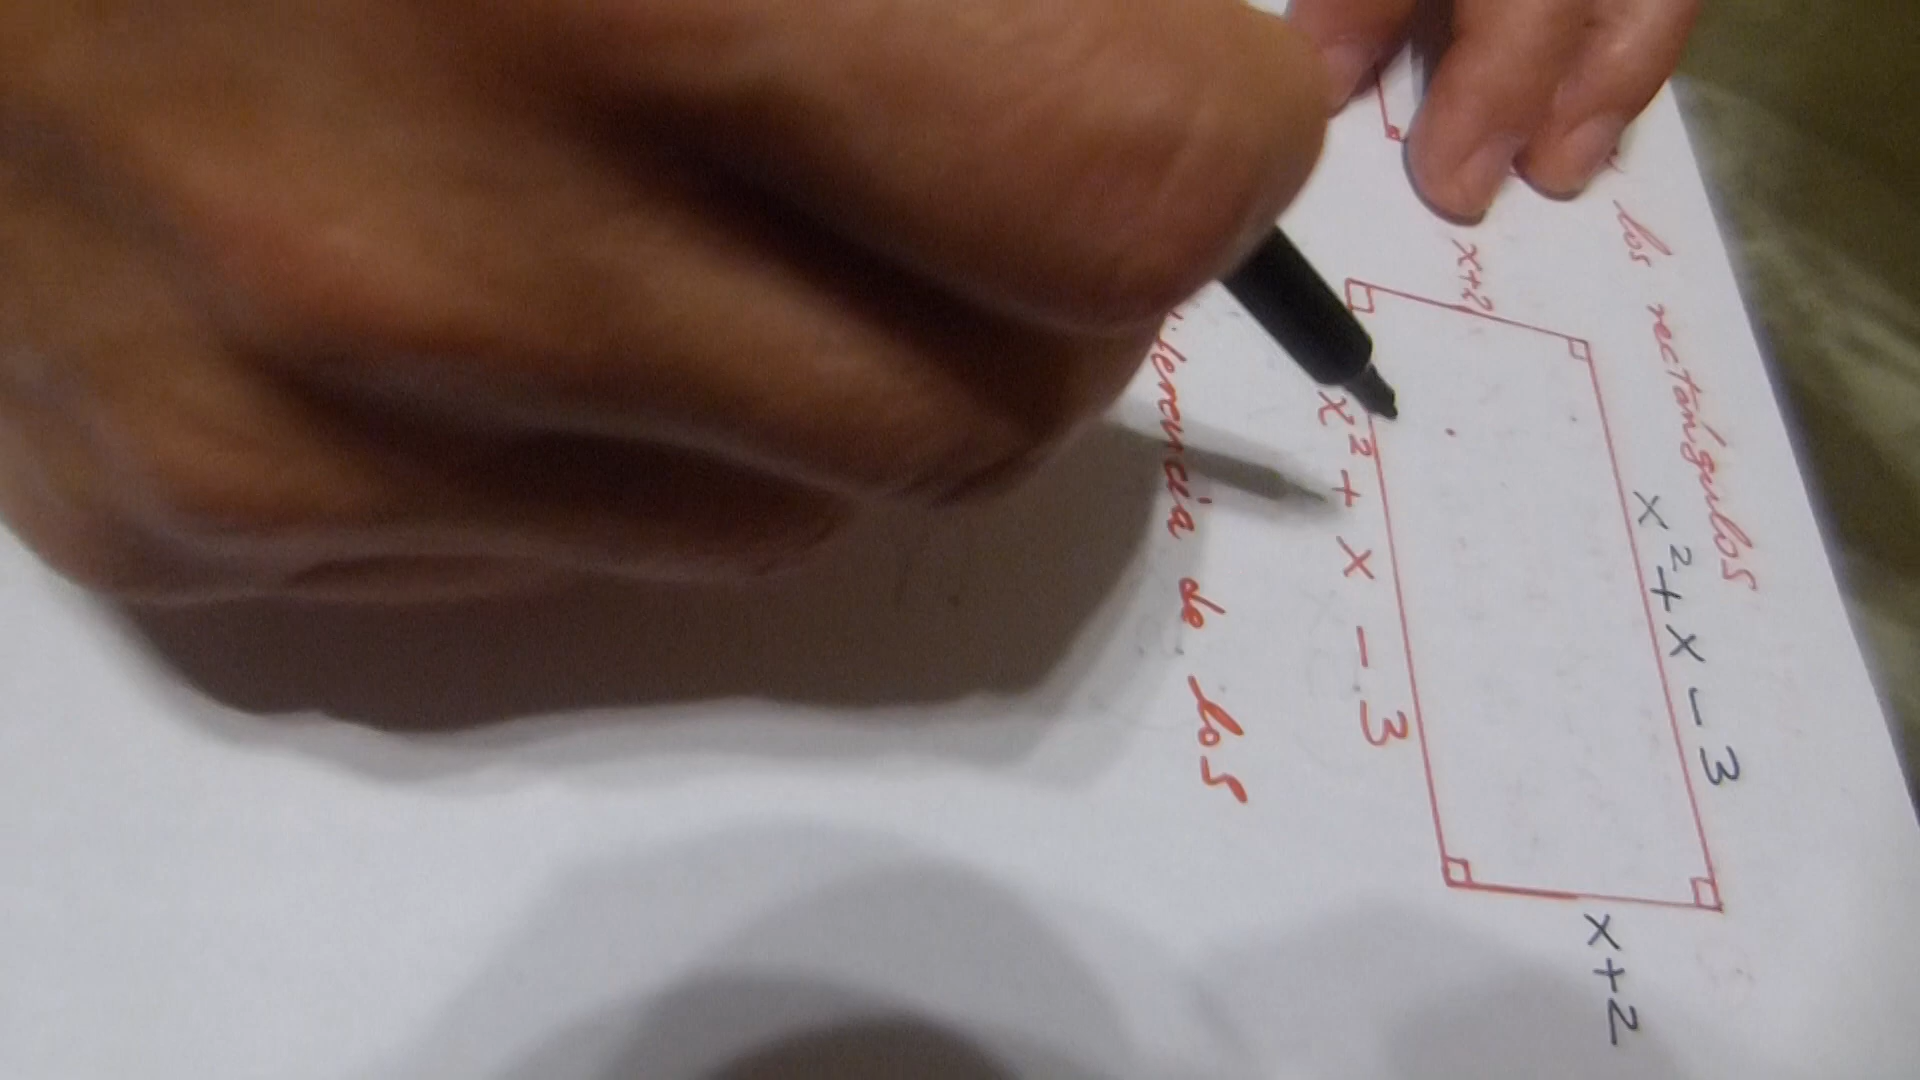 los rectángulos
x²+x-3
x+2
x+2
x²+x-3
de los